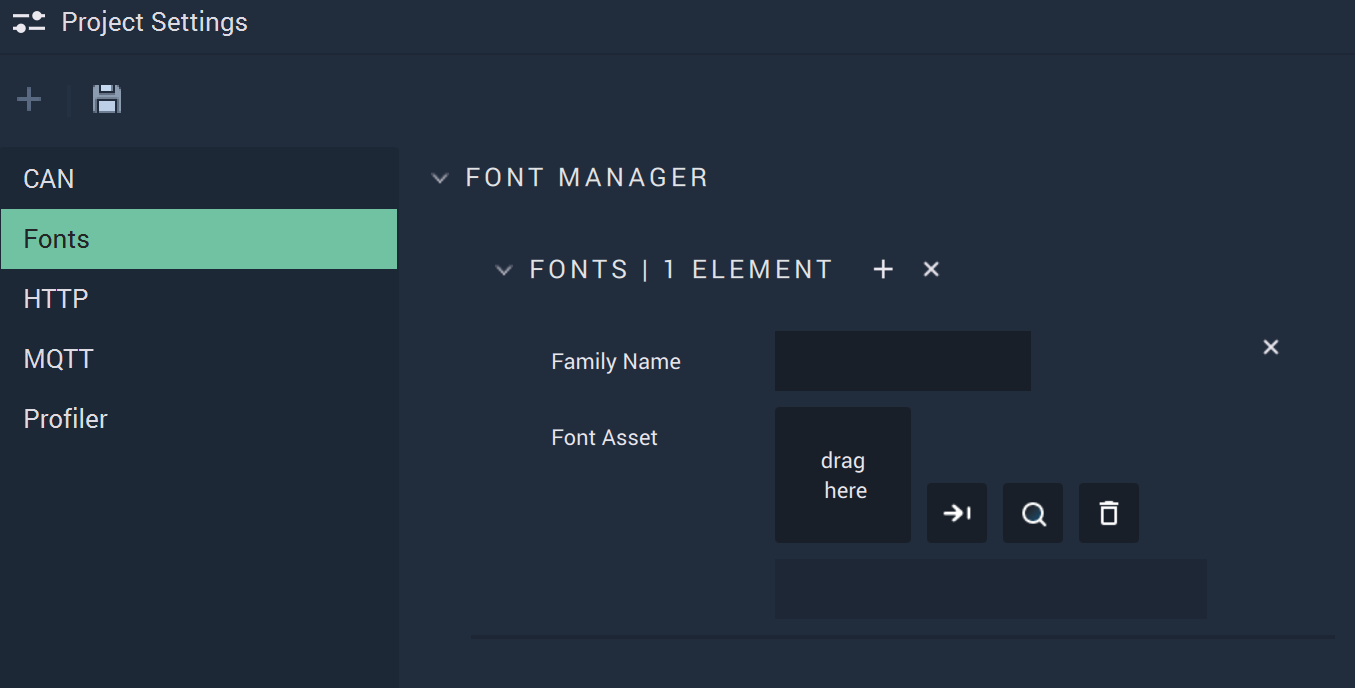 Project Settings
CAN
Fonts
HTTP
MQTT
Profiler
FONT MANAGER
FONTS | 1 ELEMENT
Family Name
Font Asset
drag
here